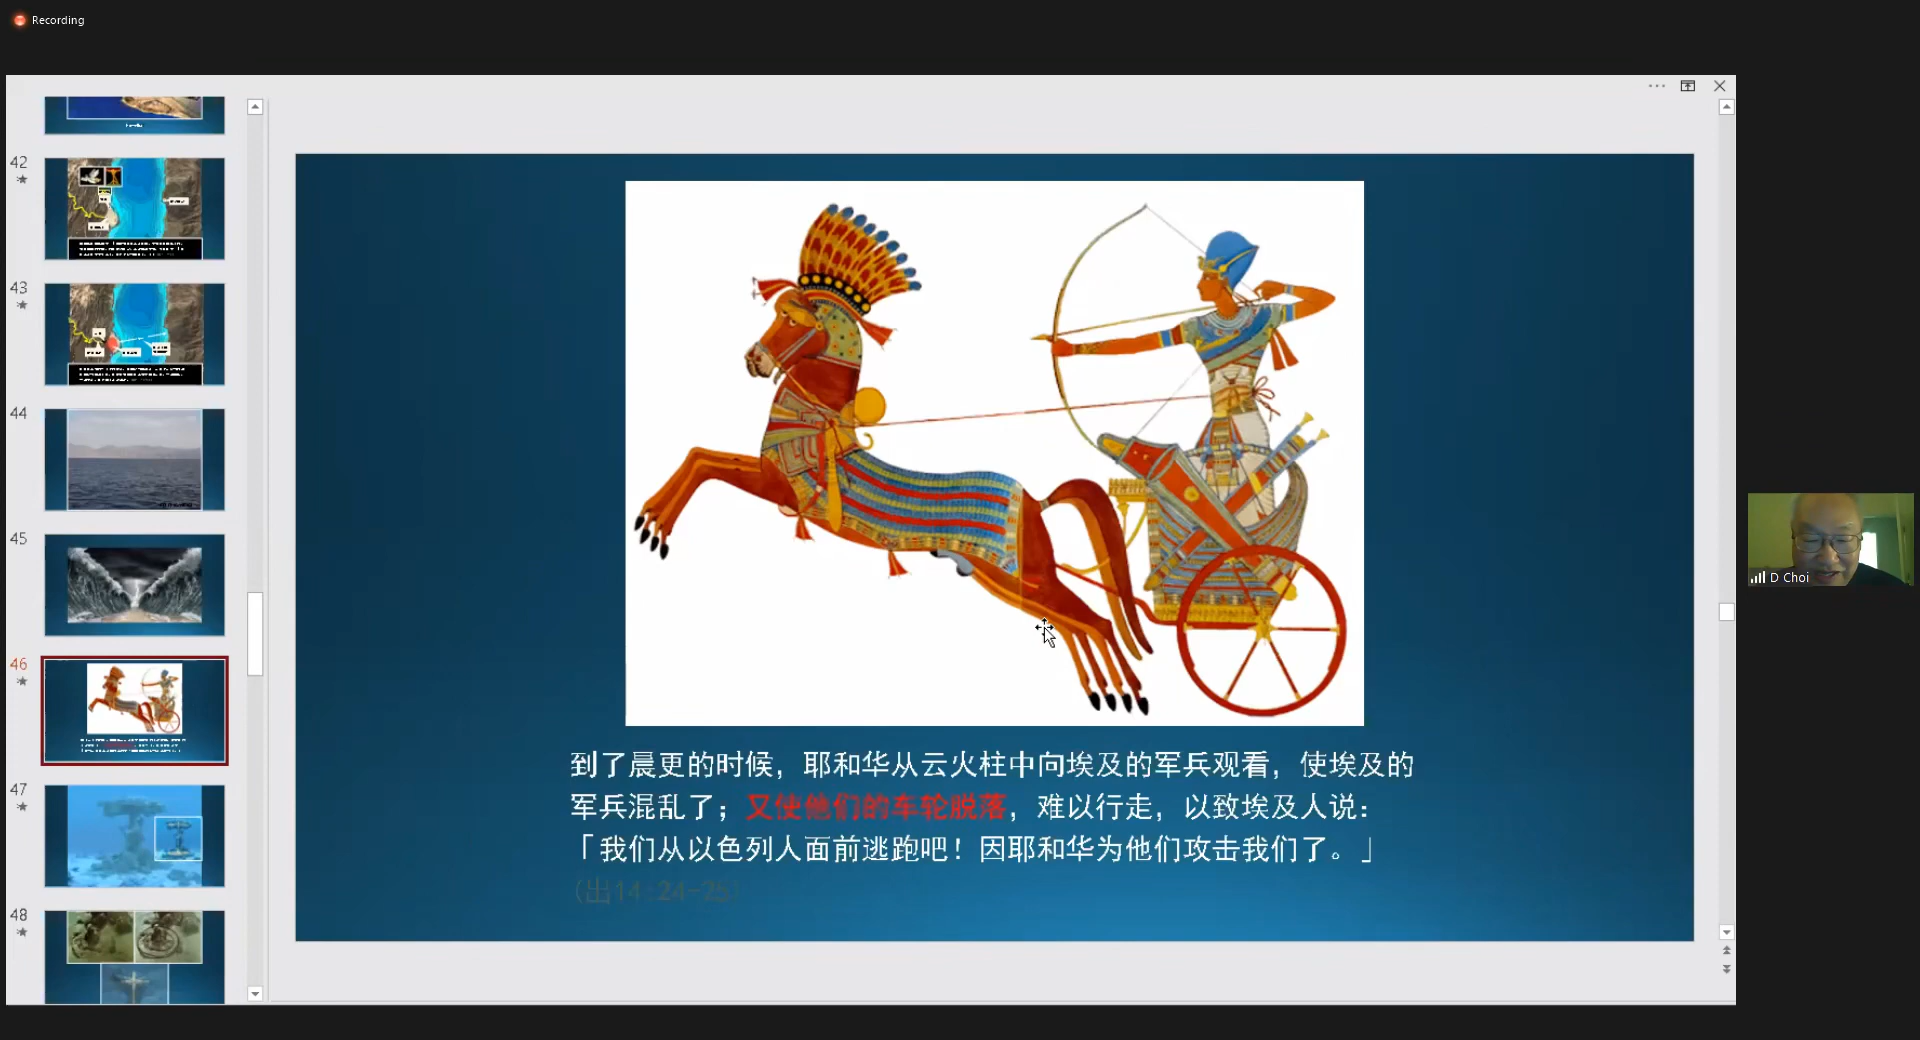 Recording
42
43
44
45
46
47
48
到了晨更的时候，耶和华从云火柱中向埃及的军兵观看，使埃及的
军兵混乱了；又使他们的车轮脱落，难以行走，以致埃及人说：
「我们从以色列人面前逃跑吧！因耶和华为他们攻击我们了。」
（出14:24-25）
D Choi